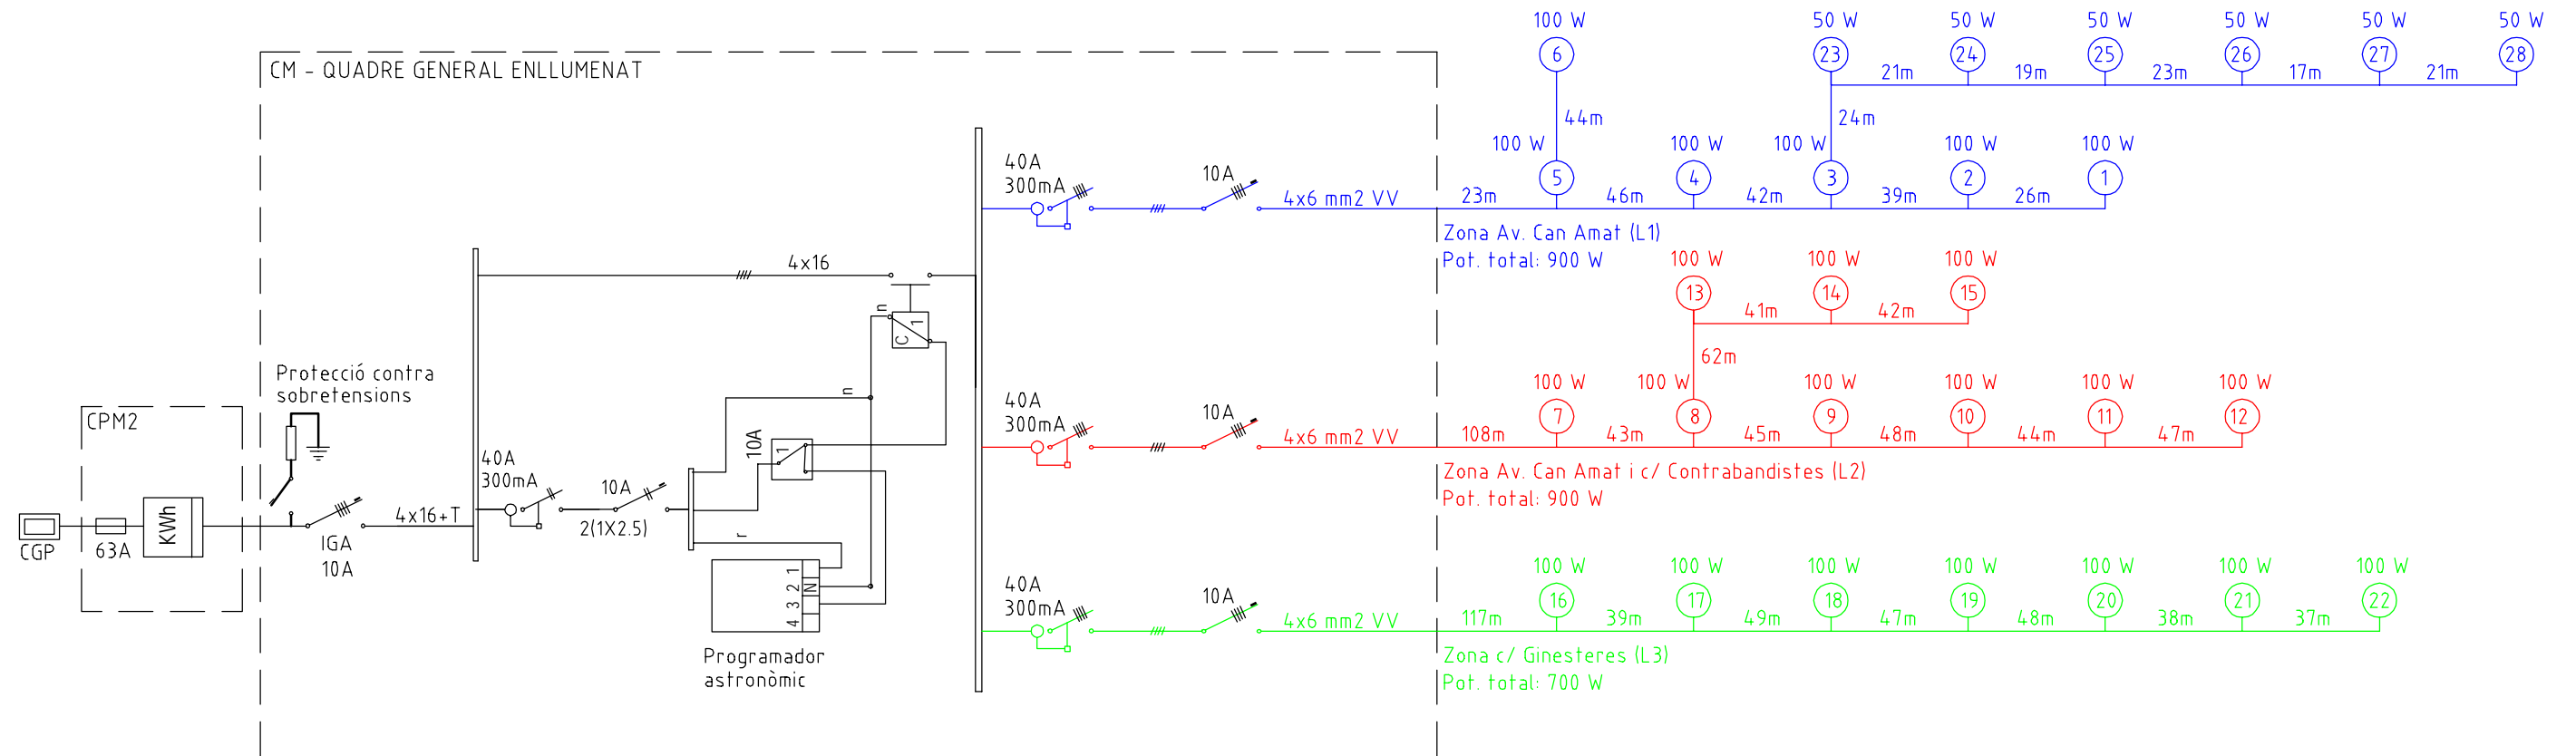 CM - QUADRE GENERAL ENLLUMENAT
CPM2
CGP
63A
KWh
Protecció contra
sobretensions
IGA
10A
4x16+T
40A
300mA
10A
2(1X2.5)
4x16
n
C 1
n
10A
1
r
1
2 N
3
4
Programador
astronòmic
40A
300mA
10A
4x6 mm2 VV
100 W 50 W 50 W 50 W 50 W 50 W 50 W
6 23 24 25 26 27 28
21m 19m 23m 17m 21m
44m 24m
100 W 100 W 100 W 100 W 100 W
5 4 3 2 1
23m 46m 42m 39m 26m
Zona Av. Can Amat (L1)
Pot. total: 900 W
40A
300mA
10A
4x6 mm2 VV
100 W 100 W 100 W
13 14 15
41m 42m
62m
100 W 100 W 100 W 100 W 100 W 100 W
7 8 9 10 11 12
108m 43m 45m 48m 44m 47m
Zona Av. Can Amat i c/ Contrabandistes (L2)
Pot. total: 900 W
40A
300mA
10A
4x6 mm2 VV
100 W 100 W 100 W 100 W 100 W 100 W 100 W
16 17 18 19 20 21 22
117m 39m 49m 47m 48m 38m 37m
Zona c/ Ginesteres (L3)
Pot. total: 700 W